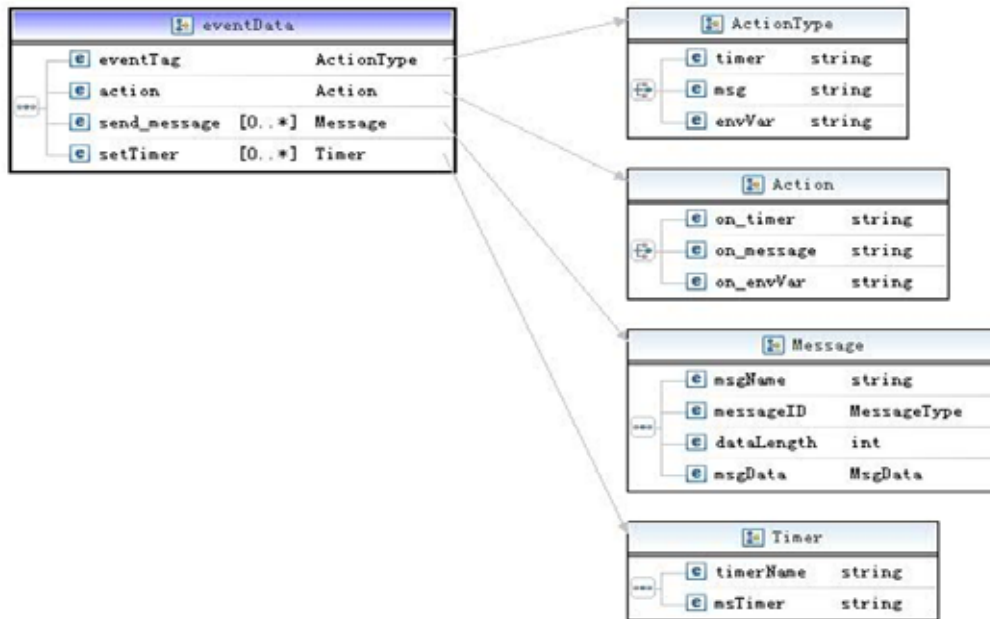 eventData
eventTag ActionType
action Action
send_message [0..*] Message
setTimer [0..*] Timer
ActionType
timer string
msg string
envVar string
Action
on_timer string
on_message string
on_envVar string
Message
msgName string
messageID MessageType
dataLength int
msgData MsgData
Timer
timerName string
msTimer string